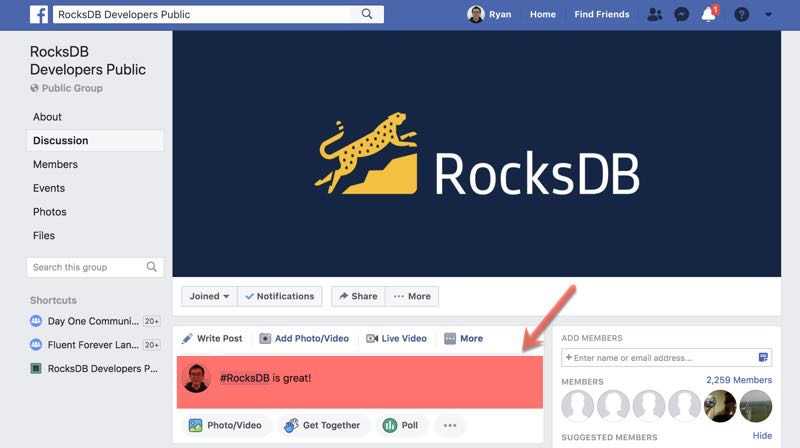 RocksDB Developers Public
Ryan
Home
Find Friends
1
RocksDB
Developers Public
Public Group
About
Discussion
Members
Events
Photos
Files
Search this group
Shortcuts
Day One Communi... 20+
Fluent Forever Lan... 20+
RocksDB Developers P...
RocksDB
Joined
Notifications
Share
More
Write Post
Add Photo/Video
Live Video
More
#RocksDB is great!
Photo/Video
Get Together
Poll
ADD MEMBERS
+ Enter name or email address...
MEMBERS
2,259 Members
SUGGESTED MEMBERS
Hide